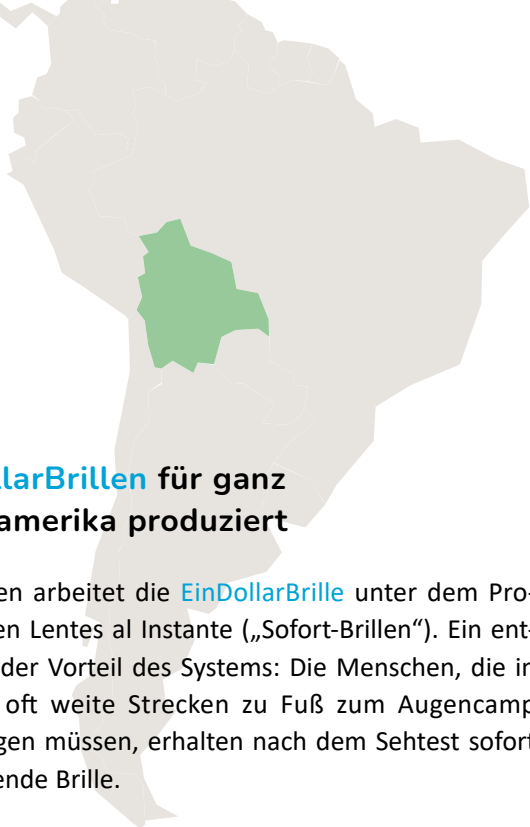 llarBrillen für ganz
amerika produziert
en arbeitet die EinDollarBrille unter dem Pro-
en Lentes al Instante („Sofort-Brillen“). Ein ent-
der Vorteil des Systems: Die Menschen, die in
oft weite Strecken zu Fuß zum Augencamp
gen müssen, erhalten nach dem Sehtest sofort
ende Brille.